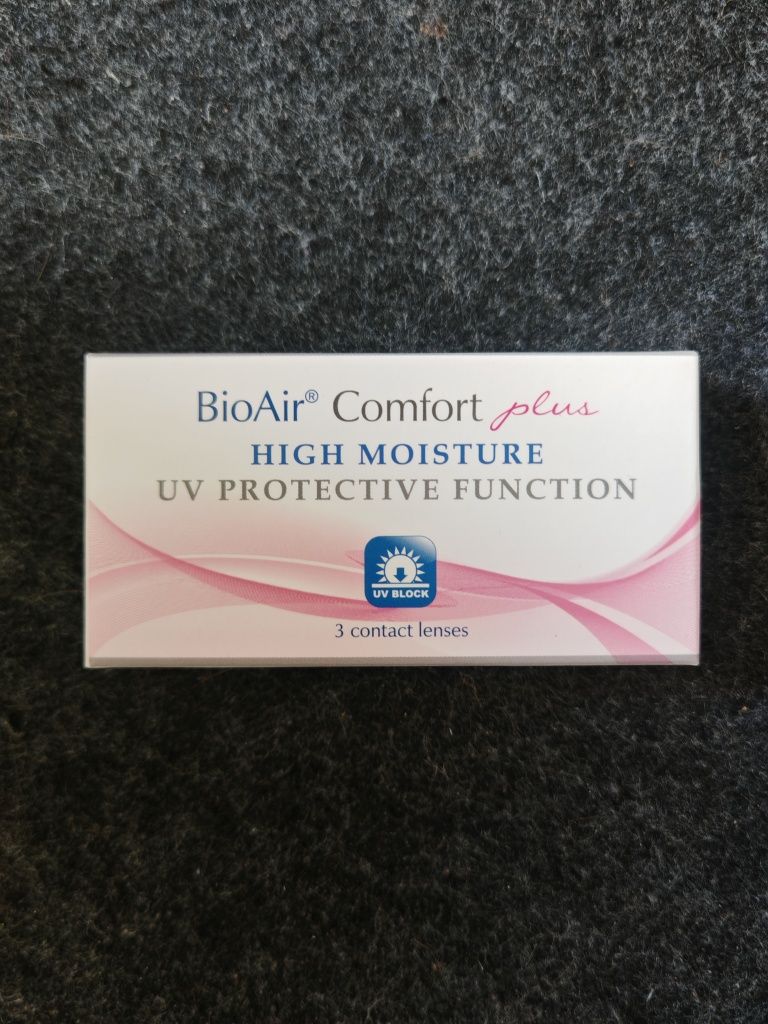 BioAir® Comfort plus
HIGH MOISTURE
UV PROTECTIVE FUNCTION
UV BLOCK
3 contact lenses